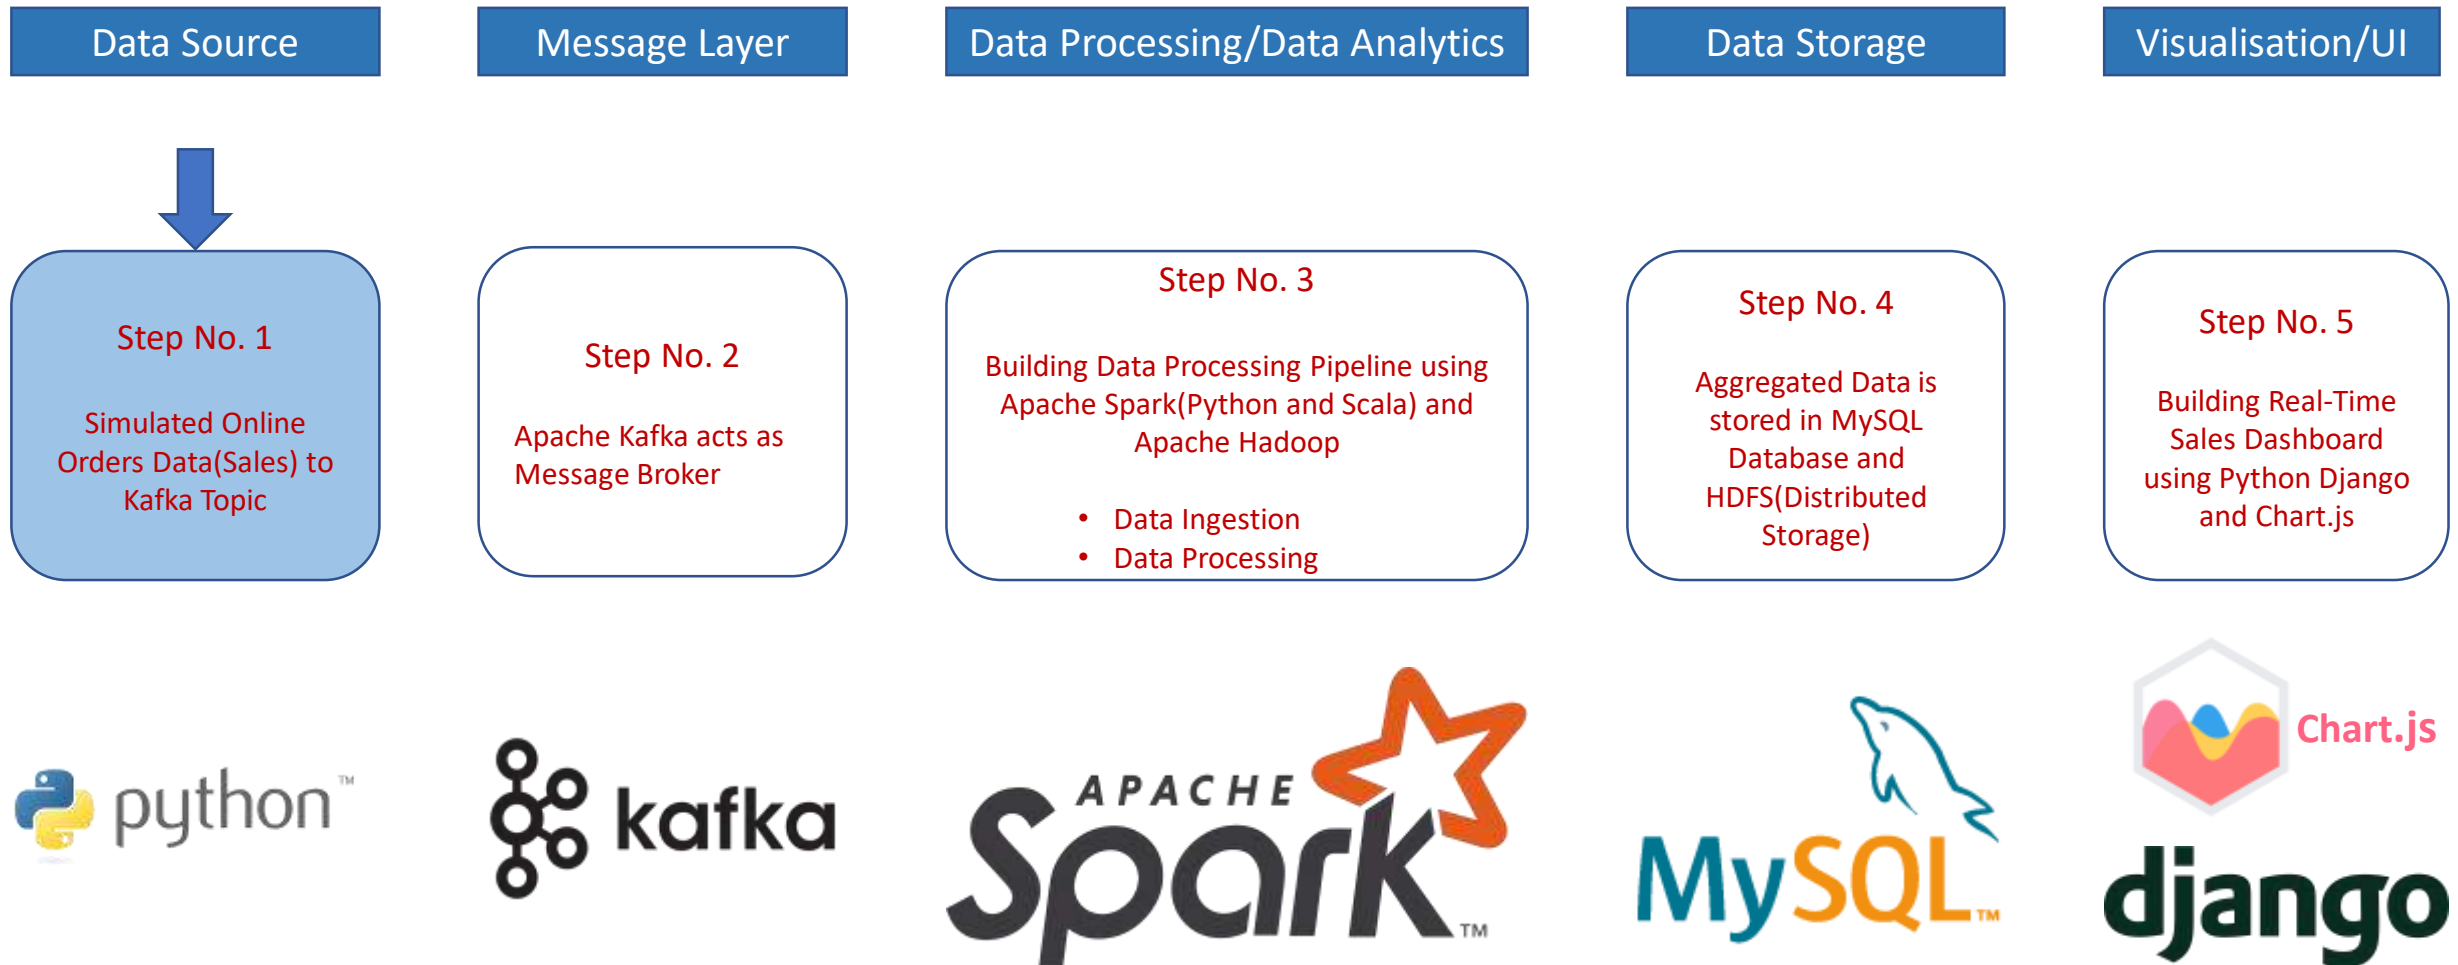 Data Source
Message Layer
Data Processing/Data Analytics
Data Storage
Visualisation/UI
Step No. 1
Simulated Online
Orders Data(Sales) to
Kafka Topic
Step No. 2
Apache Kafka acts as
Message Broker
Step No. 3
Building Data Processing Pipeline using
Apache Spark(Python and Scala) and
Apache Hadoop
• Data Ingestion
• Data Processing
Step No. 4
Aggregated Data is
stored in MySQL
Database and
HDFS(Distributed
Storage)
Step No. 5
Building Real-Time
Sales Dashboard
using Python Django
and Chart.js
python™
kafka
APACHE
Spark™
MySQL™
Chart.js
django